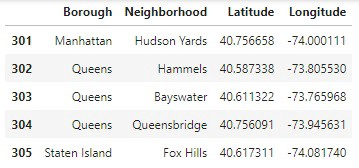 Borough Neighborhood Latitude Longitude
301 Manhattan Hudson Yards 40.756658 -74.000111
302 Queens Hammels 40.587338 -73.805530
303 Queens Bayswater 40.611322 -73.765968
304 Queens Queensbridge 40.756091 -73.945631
305 Staten Island Fox Hills 40.617311 -74.081740